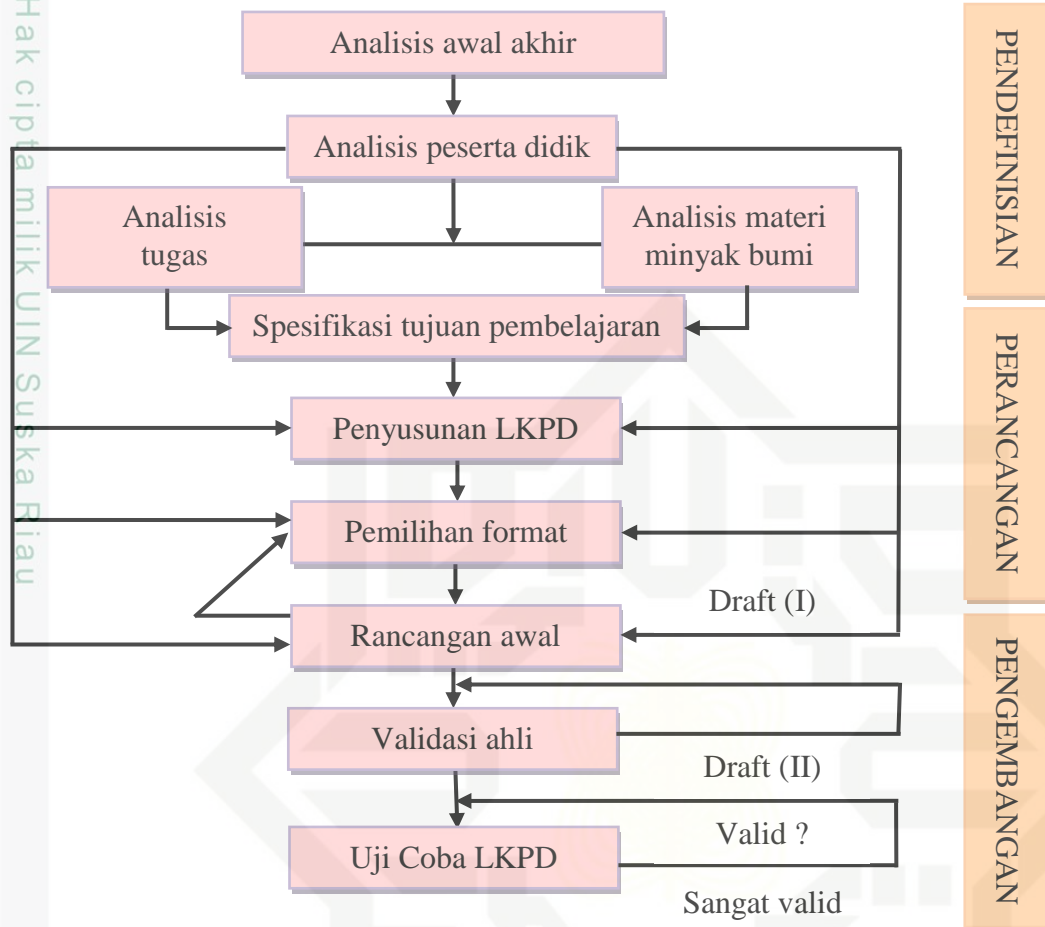 Hak cipta milik UIN Suska Riau
Analisis awal akhir
PENDEFINISIAN
Analisis peserta didik
Analisis
tugas
Analisis materi
minyak bumi
Spesifikasi tujuan pembelajaran
PERANCANGAN
Penyusunan LKPD
Pemilihan format
Draft (I)
Rancangan awal
PENGEMBANGAN
Validasi ahli
Draft (II)
Valid ?
Uji Coba LKPD
Sangat valid